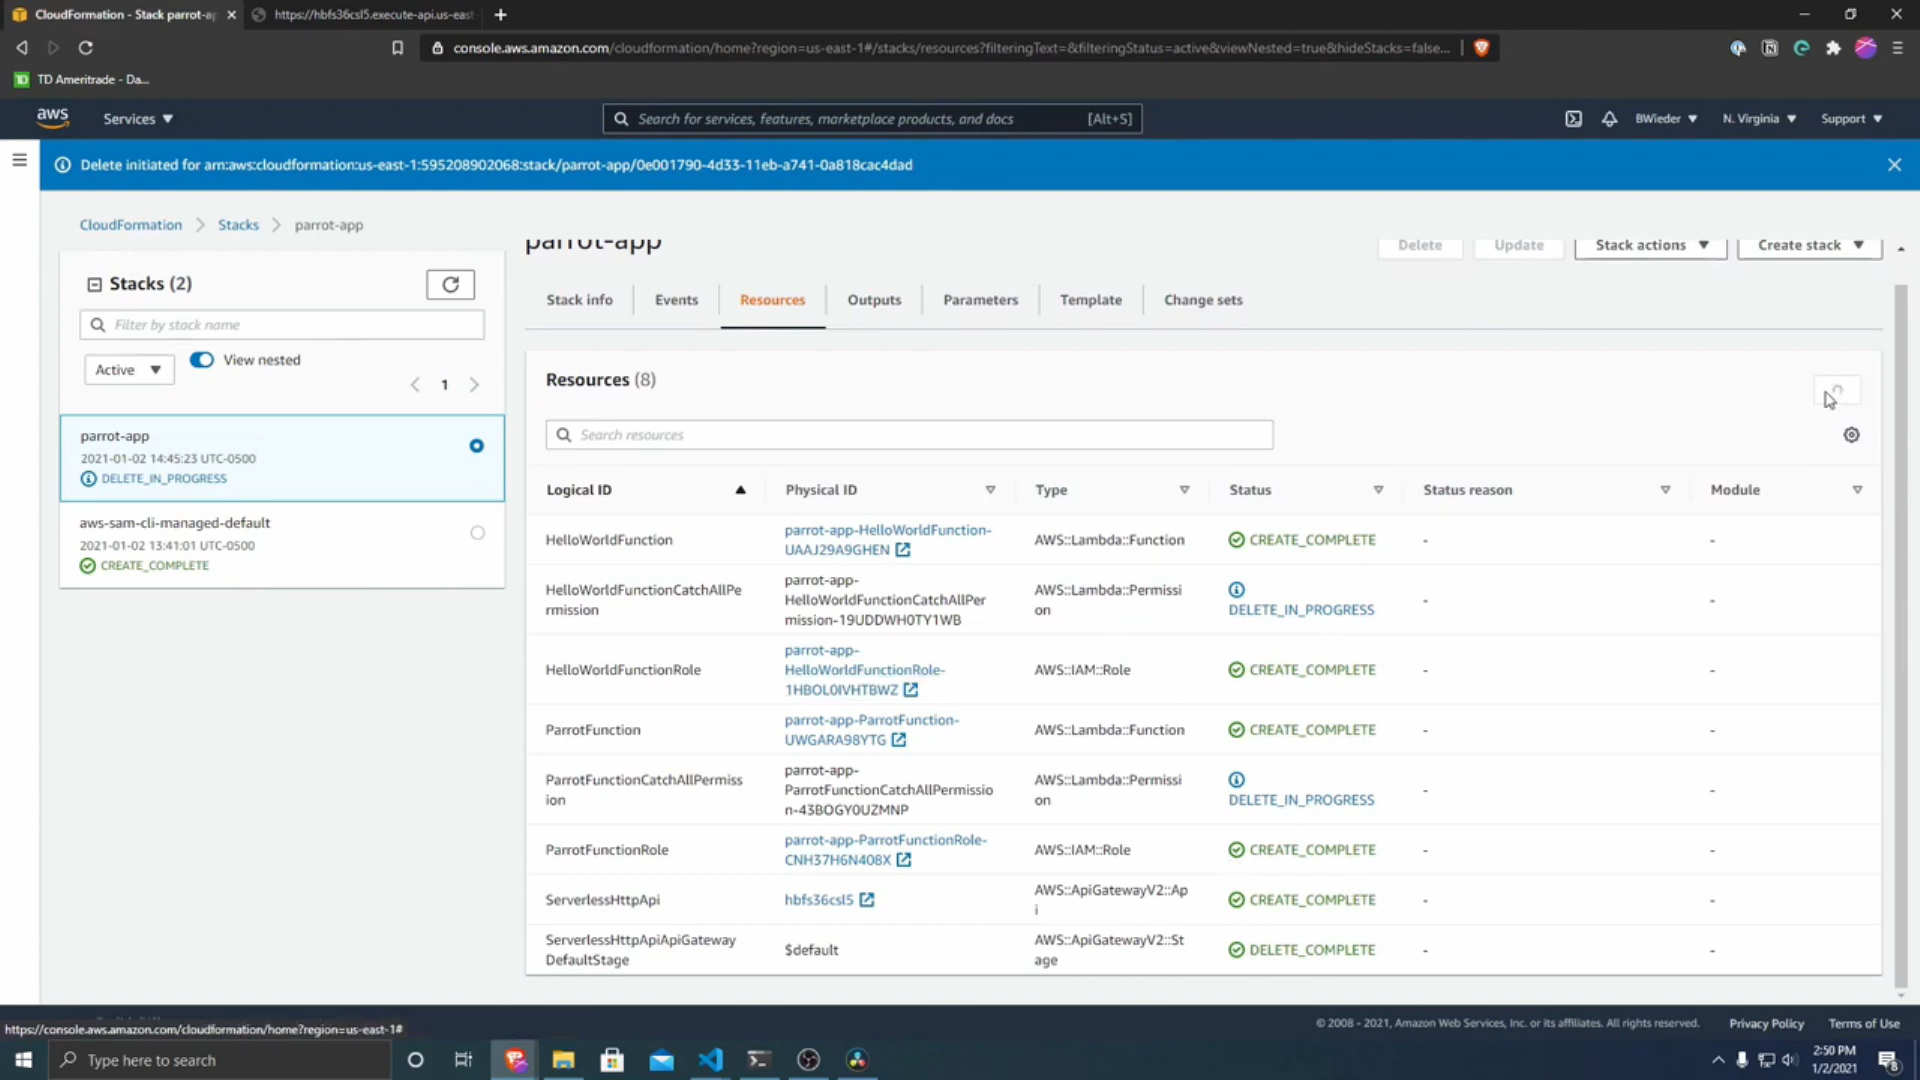 CloudFormation - Stack parrot-ap
https://hbfs36csl5.execute-api.us-eas
console.aws.amazon.com/cloudformation/home?region=us-east-1#/stacks/resources?filteringText=&filteringStatus=active&viewNested=true&hideStacks=false...
TD TD Ameritrade - Da...
aws
Services
Search for services, features, marketplace products, and docs
[Alt+S]
BWieder
N. Virginia
Support
Delete initiated for arn:aws:cloudformation:us-east-1:595208902068:stack/parrot-app/0e001790-4d33-11eb-a741-0a818cac4dad
CloudFormation
Stacks
parrot-app
Stacks (2)
Filter by stack name
Active
View nested
1
parrot-app
2021-01-02 14:45:23 UTC-0500
DELETE_IN_PROGRESS
aws-sam-cli-managed-default
2021-01-02 13:41:01 UTC-0500
CREATE_COMPLETE
parrot-app
Delete
Update
Stack actions
Create stack
Stack info
Events
Resources
Outputs
Parameters
Template
Change sets
Resources (8)
Search resources
Logical ID
Physical ID
Type
Status
Status reason
Module
HelloWorldFunction
parrot-app-HelloWorldFunction-
UAAJ29A9GHEN
AWS::Lambda::Function
CREATE_COMPLETE
-
-
HelloWorldFunctionCatchAllPe
rmission
parrot-app-
HelloWorldFunctionCatchAllPer
mission-19UDDWH0TY1WB
AWS::Lambda::Permissi
on
DELETE_IN_PROGRESS
-
-
HelloWorldFunctionRole
parrot-app-
HelloWorldFunctionRole-
1HBOL0IVHTBWZ
AWS::IAM::Role
CREATE_COMPLETE
-
-
ParrotFunction
parrot-app-ParrotFunction-
UWGARA98YTG
AWS::Lambda::Function
CREATE_COMPLETE
-
-
ParrotFunctionCatchAllPermiss
ion
parrot-app-
ParrotFunctionCatchAllPermissio
n-43BOGY0UZMNP
AWS::Lambda::Permissi
on
DELETE_IN_PROGRESS
-
-
ParrotFunctionRole
parrot-app-ParrotFunctionRole-
CNH37H6N408X
AWS::IAM::Role
CREATE_COMPLETE
-
-
ServerlessHttpApi
hbfs36csl5
AWS::ApiGatewayV2::Ap
i
CREATE_COMPLETE
-
-
ServerlessHttpApiApiGateway
DefaultStage
$default
AWS::ApiGatewayV2::St
age
DELETE_COMPLETE
-
-
https://console.aws.amazon.com/cloudformation/home?region=us-east-1#
© 2008 - 2021, Amazon Web Services, Inc. or its affiliates. All rights reserved.
Privacy Policy
Terms of Use
Type here to search
2:50 PM
1/2/2021
8